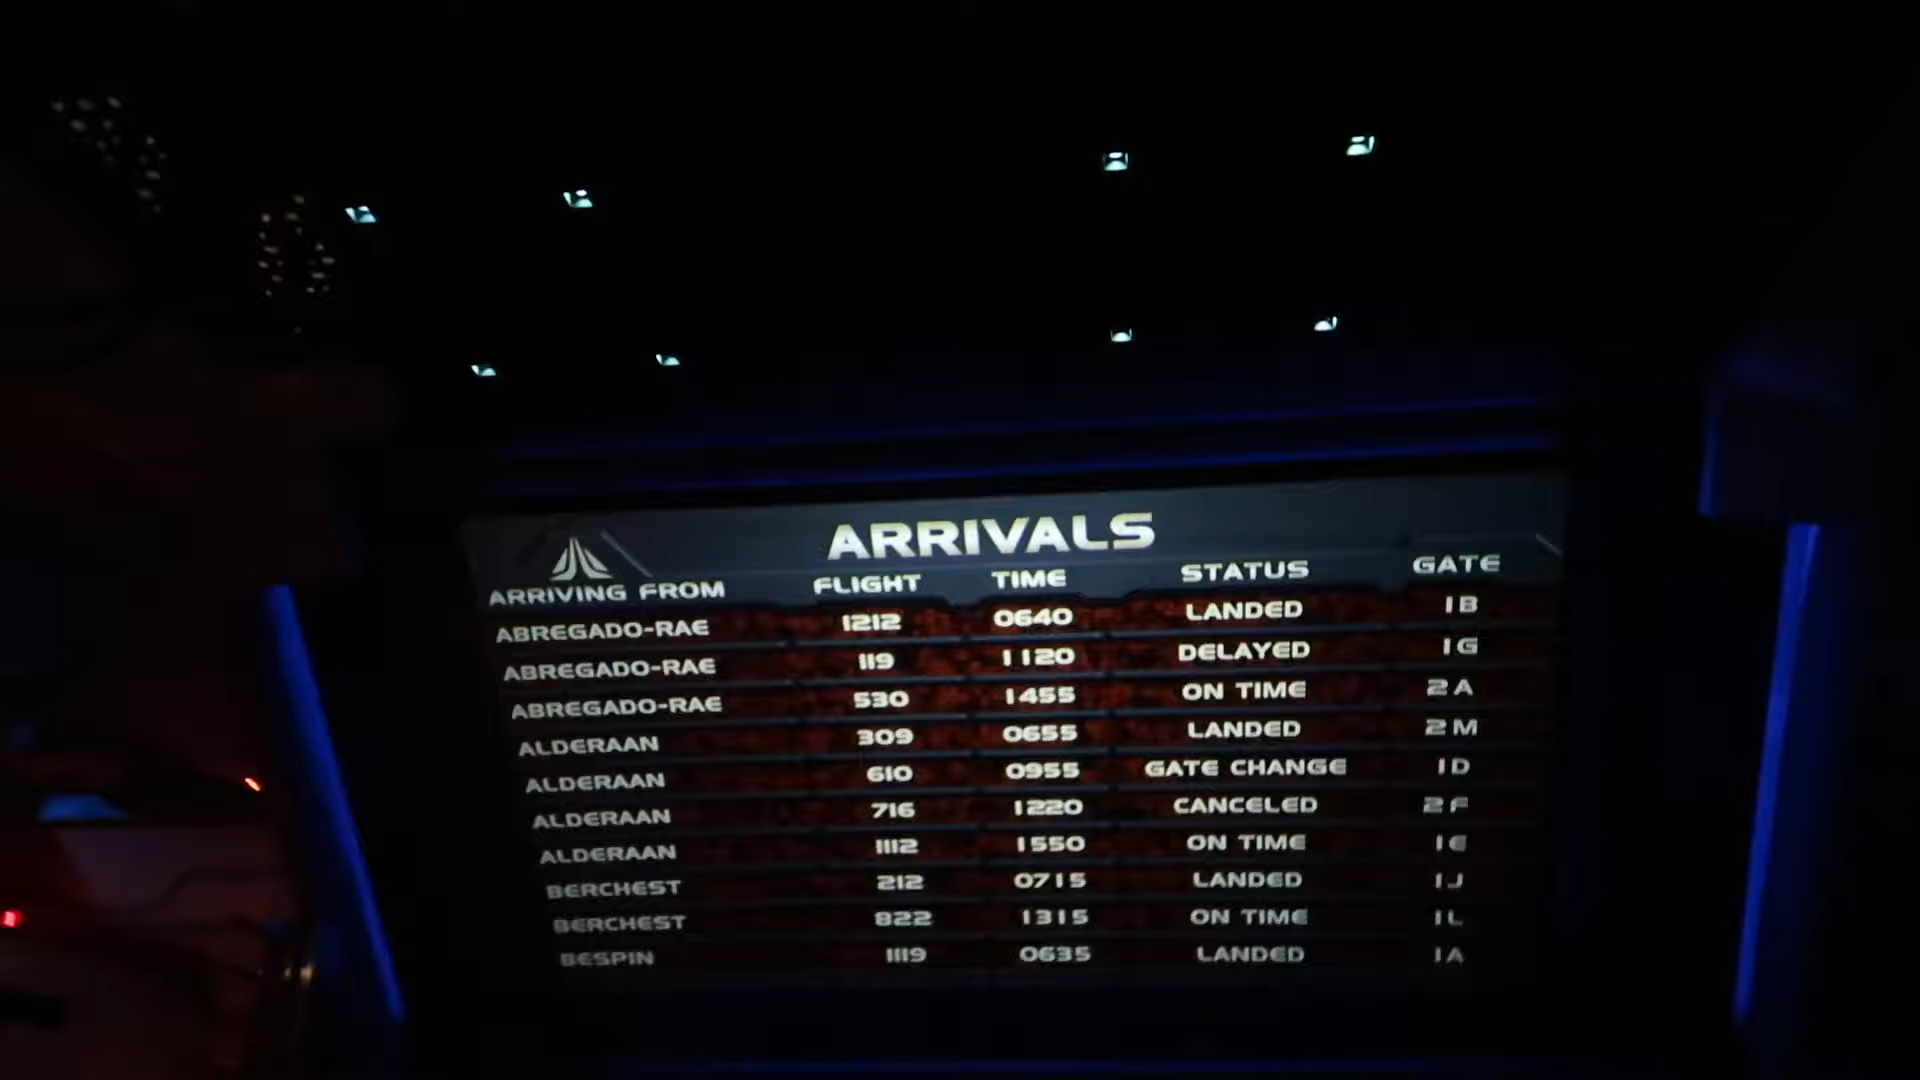 ARRIVALS
ARRIVING FROM FLIGHT TIME STATUS GATE
ABREGADO-RAE 1212 0640 LANDED 1B
ABREGADO-RAE 119 1120 DELAYED 1G
ABREGADO-RAE 530 1455 ON TIME 2A
ALDERAAN 309 0655 LANDED 2M
ALDERAAN 610 0955 GATE CHANGE 1D
ALDERAAN 716 1220 CANCELED 2F
ALDERAAN 1112 1550 ON TIME 1E
BERCHEST 212 0715 LANDED 1J
BERCHEST 822 1315 ON TIME 1L
BESPIN 1119 0635 LANDED 1A